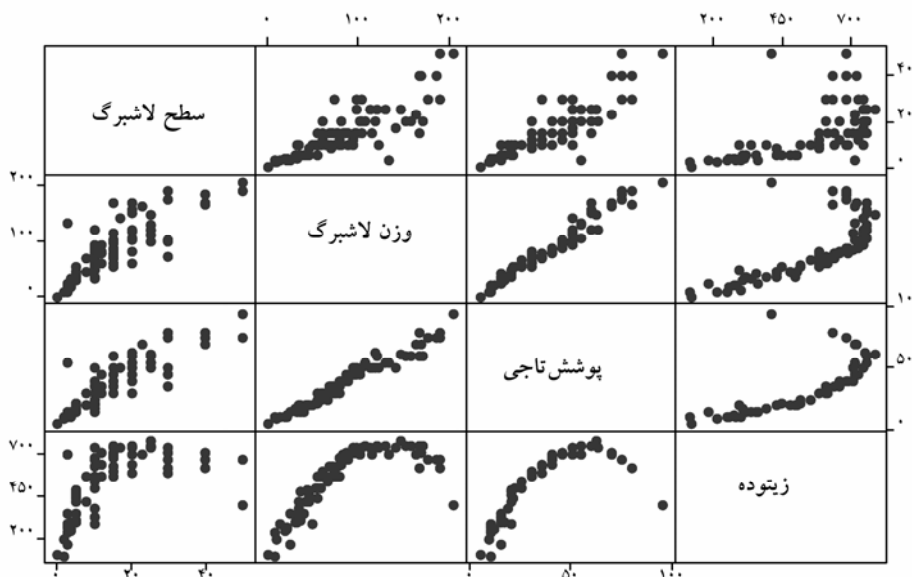 ۰ ۱۰۰ ۲۰۰ ۲۰۰ ۴۵۰ ۷۰۰
سطح لاشبرگ
۴۰
۲۰
۰
۲۰۰
۱۰۰
۰
وزن لاشبرگ
۱۰
پوشش تاجی
۵۰
۰
۷۰۰
۴۵۰
۲۰۰
زیتوده
۰ ۲۰ ۴۰ ۰ ۵۰ ۱۰۰